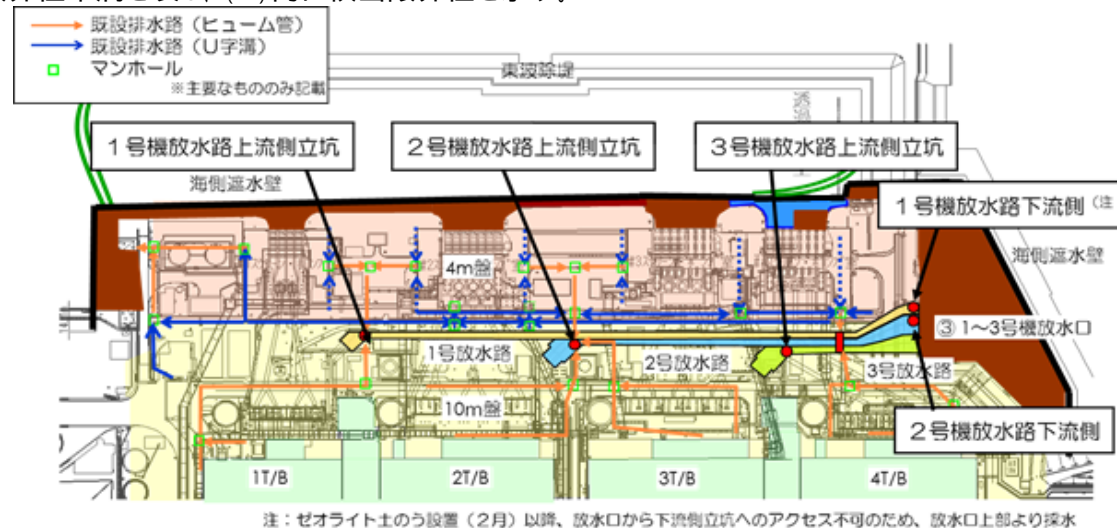 既設排水路（ヒューム管）
既設排水路（U字溝）
マンホール
※主要なもののみ記載
東波除堤
1号機放水路上流側立坑
2号機放水路上流側立坑
3号機放水路上流側立坑
海側遮水壁
1号機放水路下流側（注
海側遮水壁
4m盤
③ 1～3号機放水口
1号放水路
2号放水路
3号放水路
10m盤
2号機放水路下流側
1T/B
2T/B
3T/B
4T/B
注：ゼオライト土のう設置（2月）以降、放水口から下流側立坑へのアクセス不可のため、放水口上部より採水